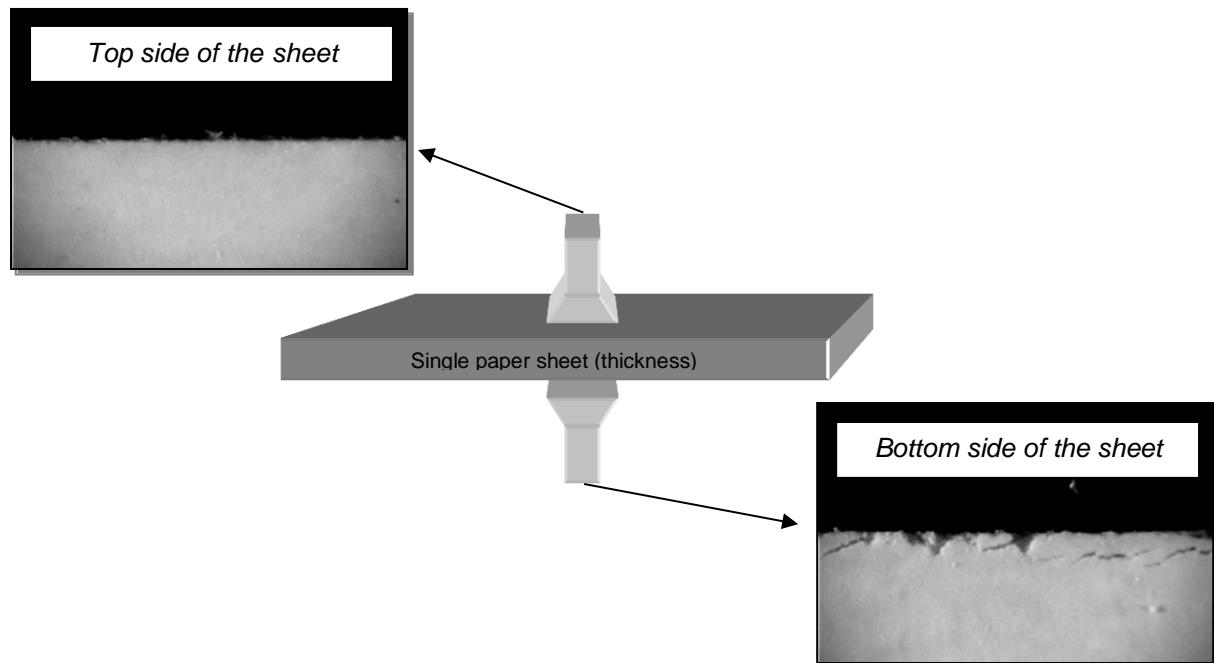 Top side of the sheet
Single paper sheet (thickness)
Bottom side of the sheet